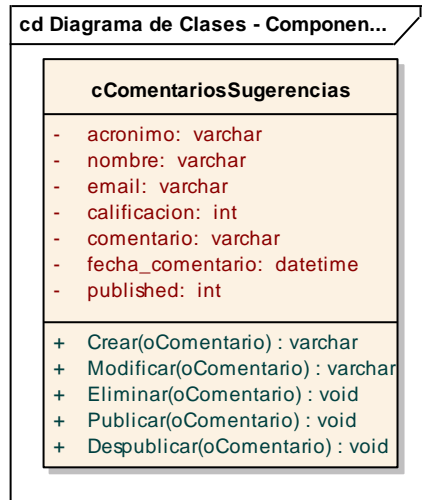 cd Diagrama de Clases - Componen...
cComentariosSugerencias
- acronimo: varchar
- nombre: varchar
- email: varchar
- calificacion: int
- comentario: varchar
- fecha_comentario: datetime
- published: int
+ Crear(oComentario) : varchar
+ Modificar(oComentario) : varchar
+ Eliminar(oComentario) : void
+ Publicar(oComentario) : void
+ Despublicar(oComentario) : void